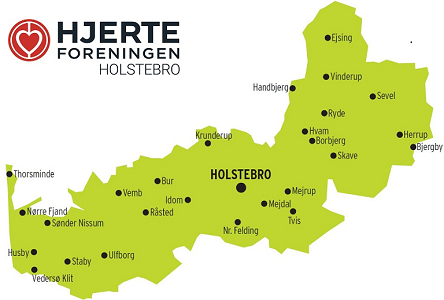 HJERTE
FORENINGEN
HOLSTEBRO
Ejsing
Vinderup
Handbjerg
Sevel
Ryde
Hvam
Borbjerg
Herrup
Bjergby
Skave
Krunderup
Thorsminde
HOLSTEBRO
Bur
Vemb
Idom
Mejrup
Mejdal
Råsted
Tvis
Nørre Fjand
Sønder Nissum
Nr. Felding
Husby
Ulfborg
Staby
Vedersø Klit